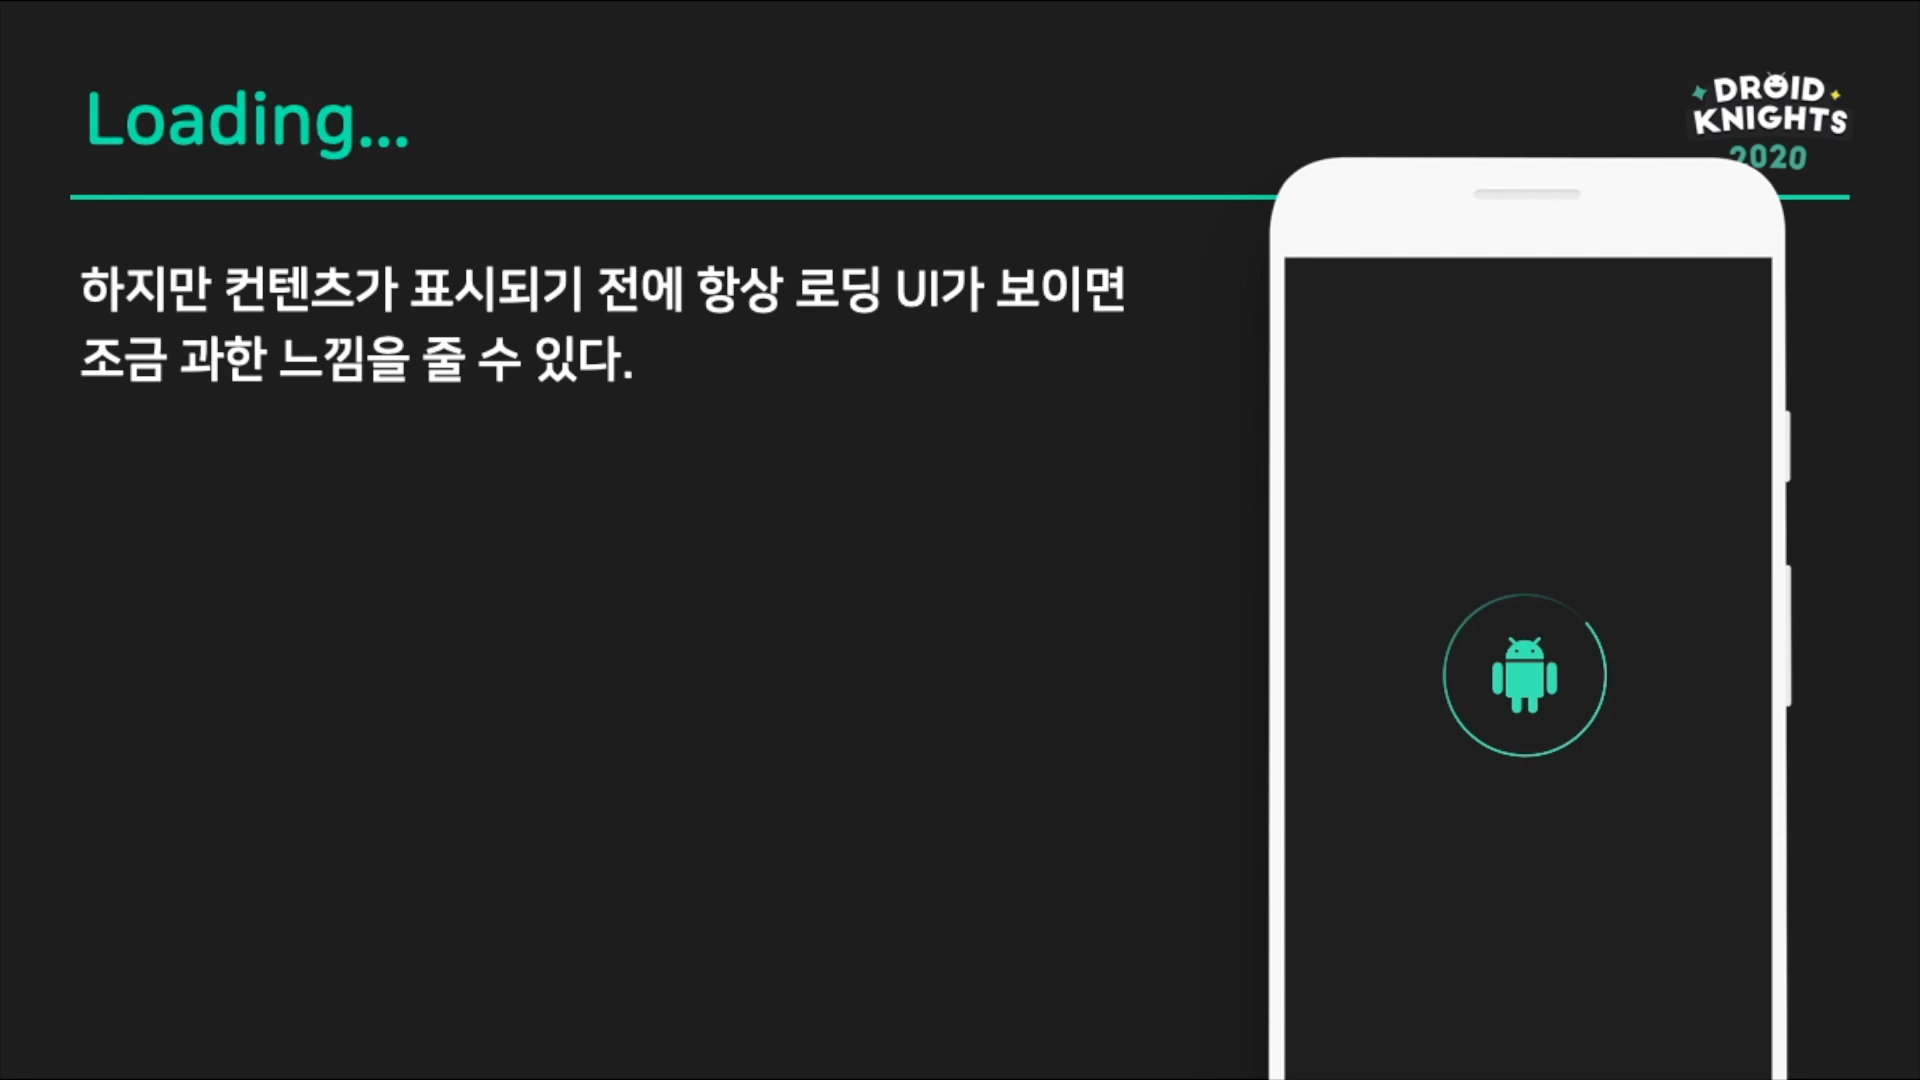 Loading...
DROID
KNIGHTS
2020
하지만 컨텐츠가 표시되기 전에 항상 로딩 UI가 보이면
조금 과한 느낌을 줄 수 있다.